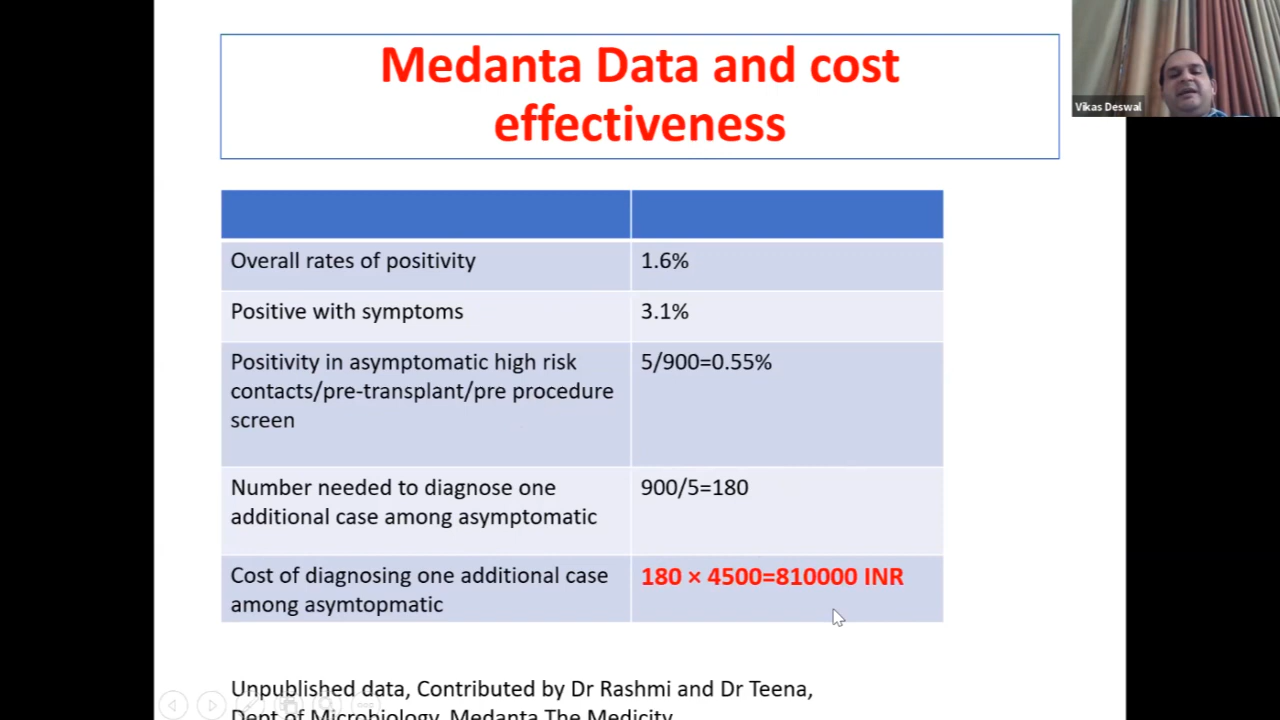 Medanta Data and cost
effectiveness
Vikas Deswal
Overall rates of positivity
1.6%
Positive with symptoms
3.1%
Positivity in asymptomatic high risk
contacts/pre-transplant/pre procedure
screen
5/900=0.55%
Number needed to diagnose one
additional case among asymptomatic
900/5=180
Cost of diagnosing one additional case
among asymtopmatic
180 × 4500=810000 INR
Unpublished data, Contributed by Dr Rashmi and Dr Teena,
Dept of Microbiology, Medanta The Medicity